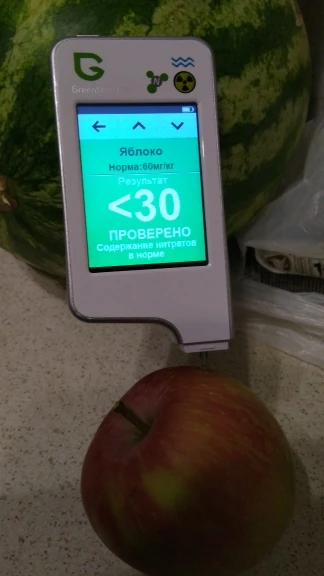 Яблоко
Норма:60мг/кг
Результат
<30
ПРОВЕРЕНО
Содержание нитратов
в норме